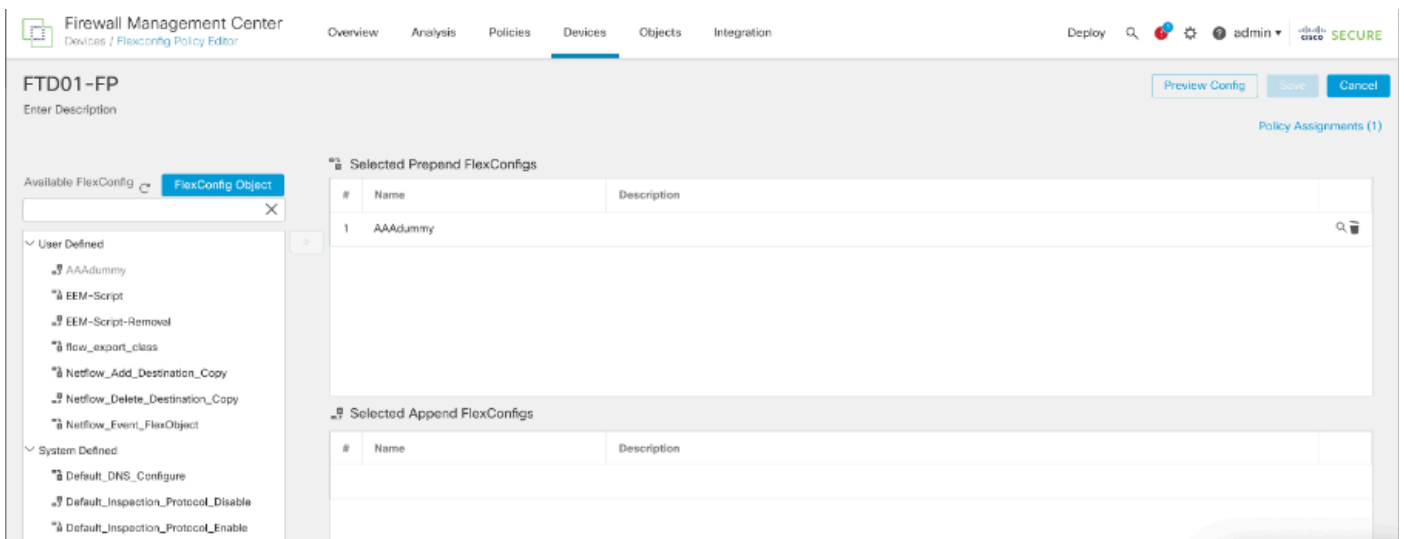 Firewall Management Center
Devices / Flexconfig Policy Editor
Overview Analysis Policies Devices Objects Integration
Deploy admin cisco SECURE
FTD01-FP
Enter Description
Preview Config Save Cancel
Policy Assignments (1)
Available FlexConfig FlexConfig Object
User Defined
AAAdummy
EEM-Script
EEM-Script-Removal
flow_export_class
Netflow_Add_Destination_Copy
Netflow_Delete_Destination_Copy
Netflow_Event_FlexObject
System Defined
Default_DNS_Configure
Default_Inspection_Protocol_Disable
Default_Inspection_Protocol_Enable
Selected Prepend FlexConfigs
# Name Description
1 AAAdummy
Selected Append FlexConfigs
# Name Description